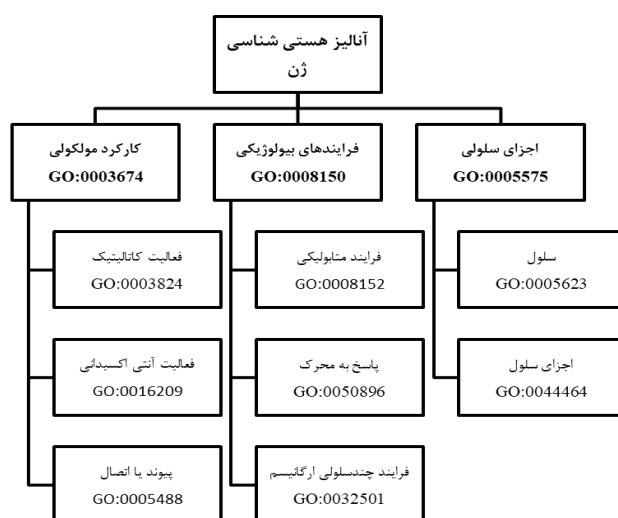 آنالیز هستی شناسی
ژن
اجزای سلولی
GO:0005575
فرایندهای بیولوژیکی
GO:0008150
کارکرد مولکولی
GO:0003674
سلول
GO:0005623
فرایند متابولیکی
GO:0008152
فعالیت کاتالیتیک
GO:0003824
اجزای سلول
GO:0044464
پاسخ به محرک
GO:0050896
فعالیت آنتی اکسیدانی
GO:0016209
فرایند چندسلولی ارگانیسم
GO:0032501
پیوند یا اتصال
GO:0005488